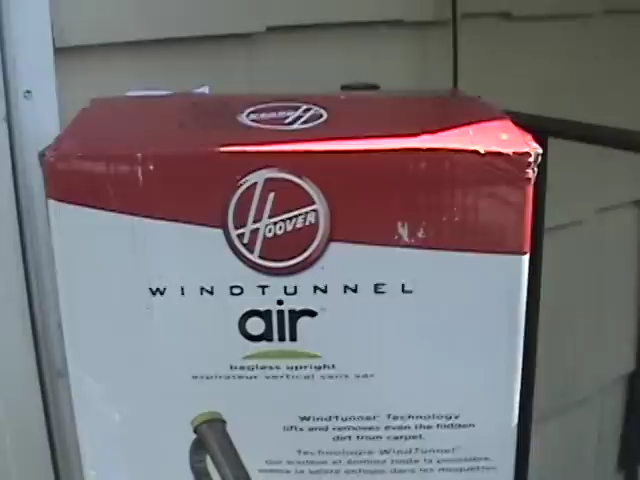 HOOVER
HOOVER
WINDTUNNEL
air
bagless upright
aspirateur vertical sans sac
WindTunnel Technology
lifts and removes even the hidden
dirt from carpet.
Technologie WindTunnel